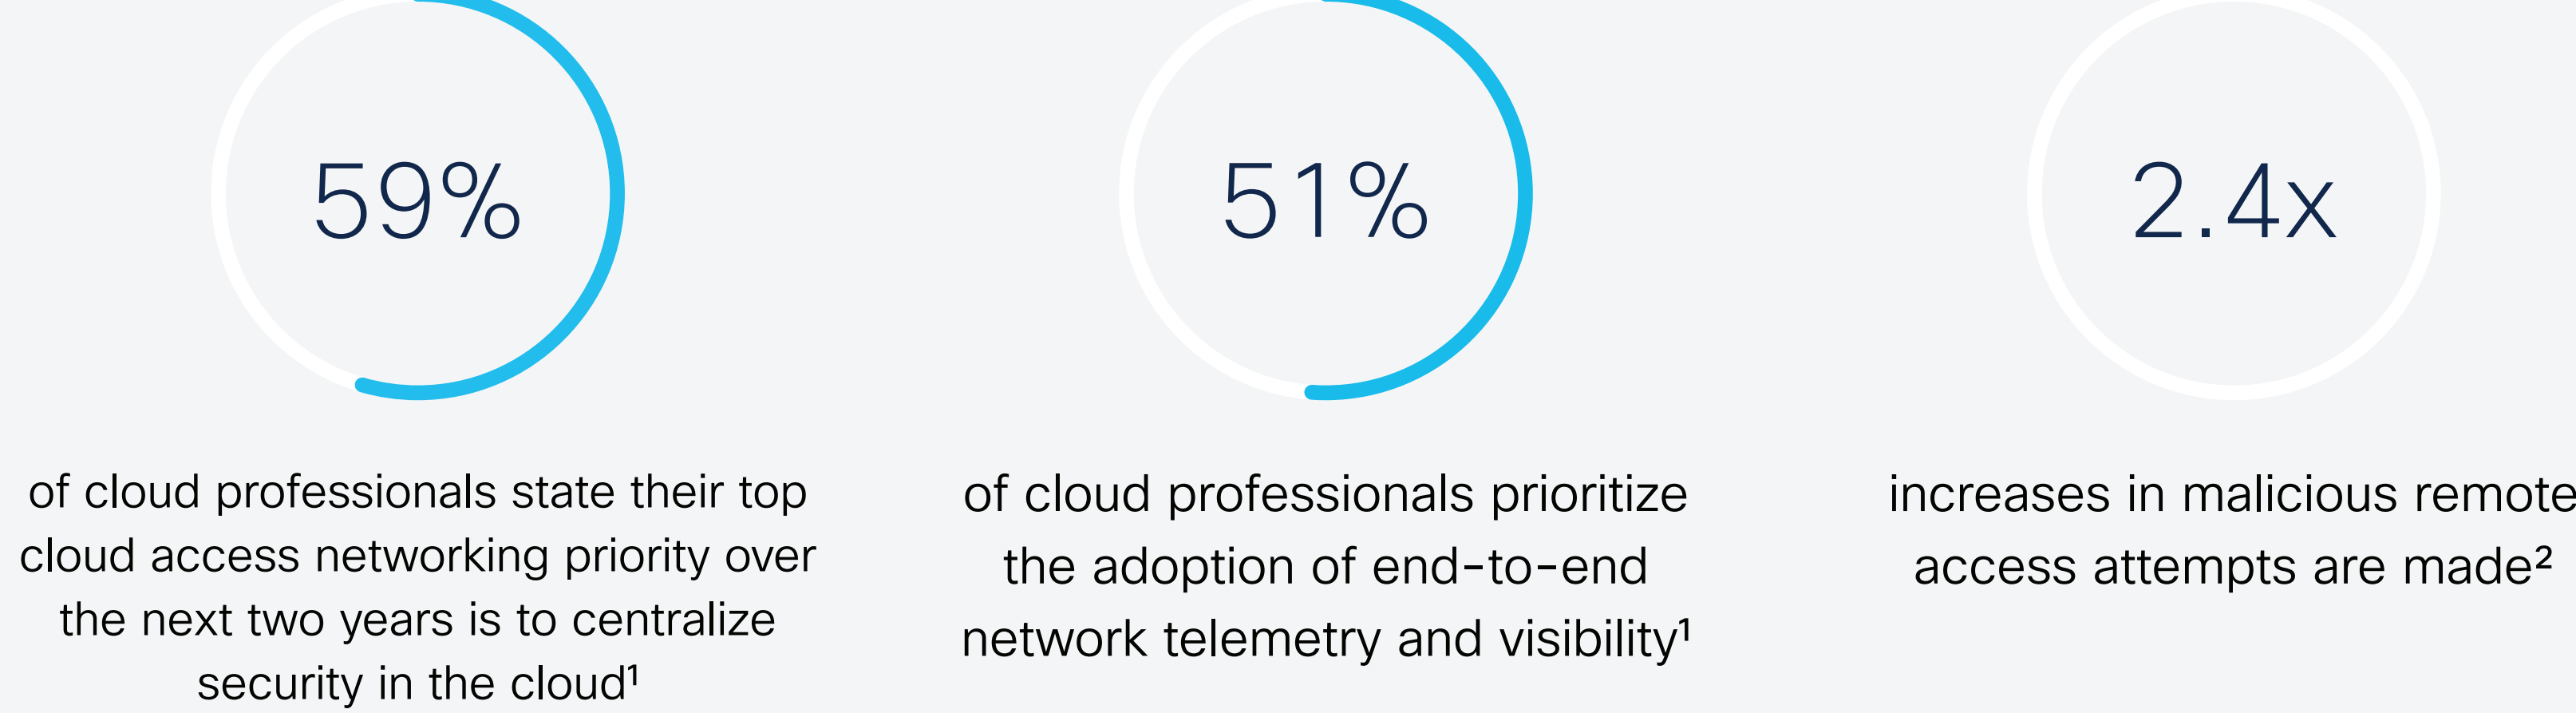 59%
of cloud professionals state their top
cloud access networking priority over
the next two years is to centralize
security in the cloud¹
51%
of cloud professionals prioritize
the adoption of end-to-end
network telemetry and visibility¹
2.4x
increases in malicious remote
access attempts are made²